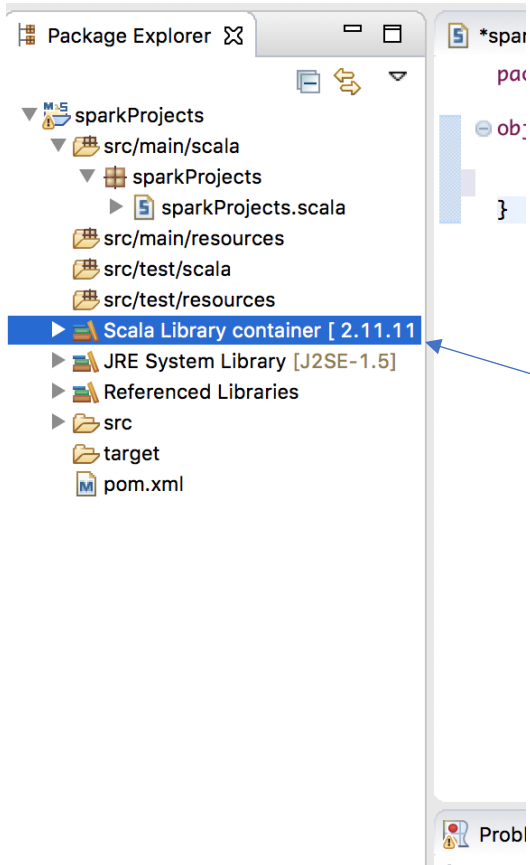 Package Explorer
*spar
sparkProjects
src/main/scala
sparkProjects
sparkProjects.scala
src/main/resources
src/test/scala
src/test/resources
Scala Library container [ 2.11.11
JRE System Library [J2SE-1.5]
Referenced Libraries
src
target
pom.xml
pac
obj
}
Probl